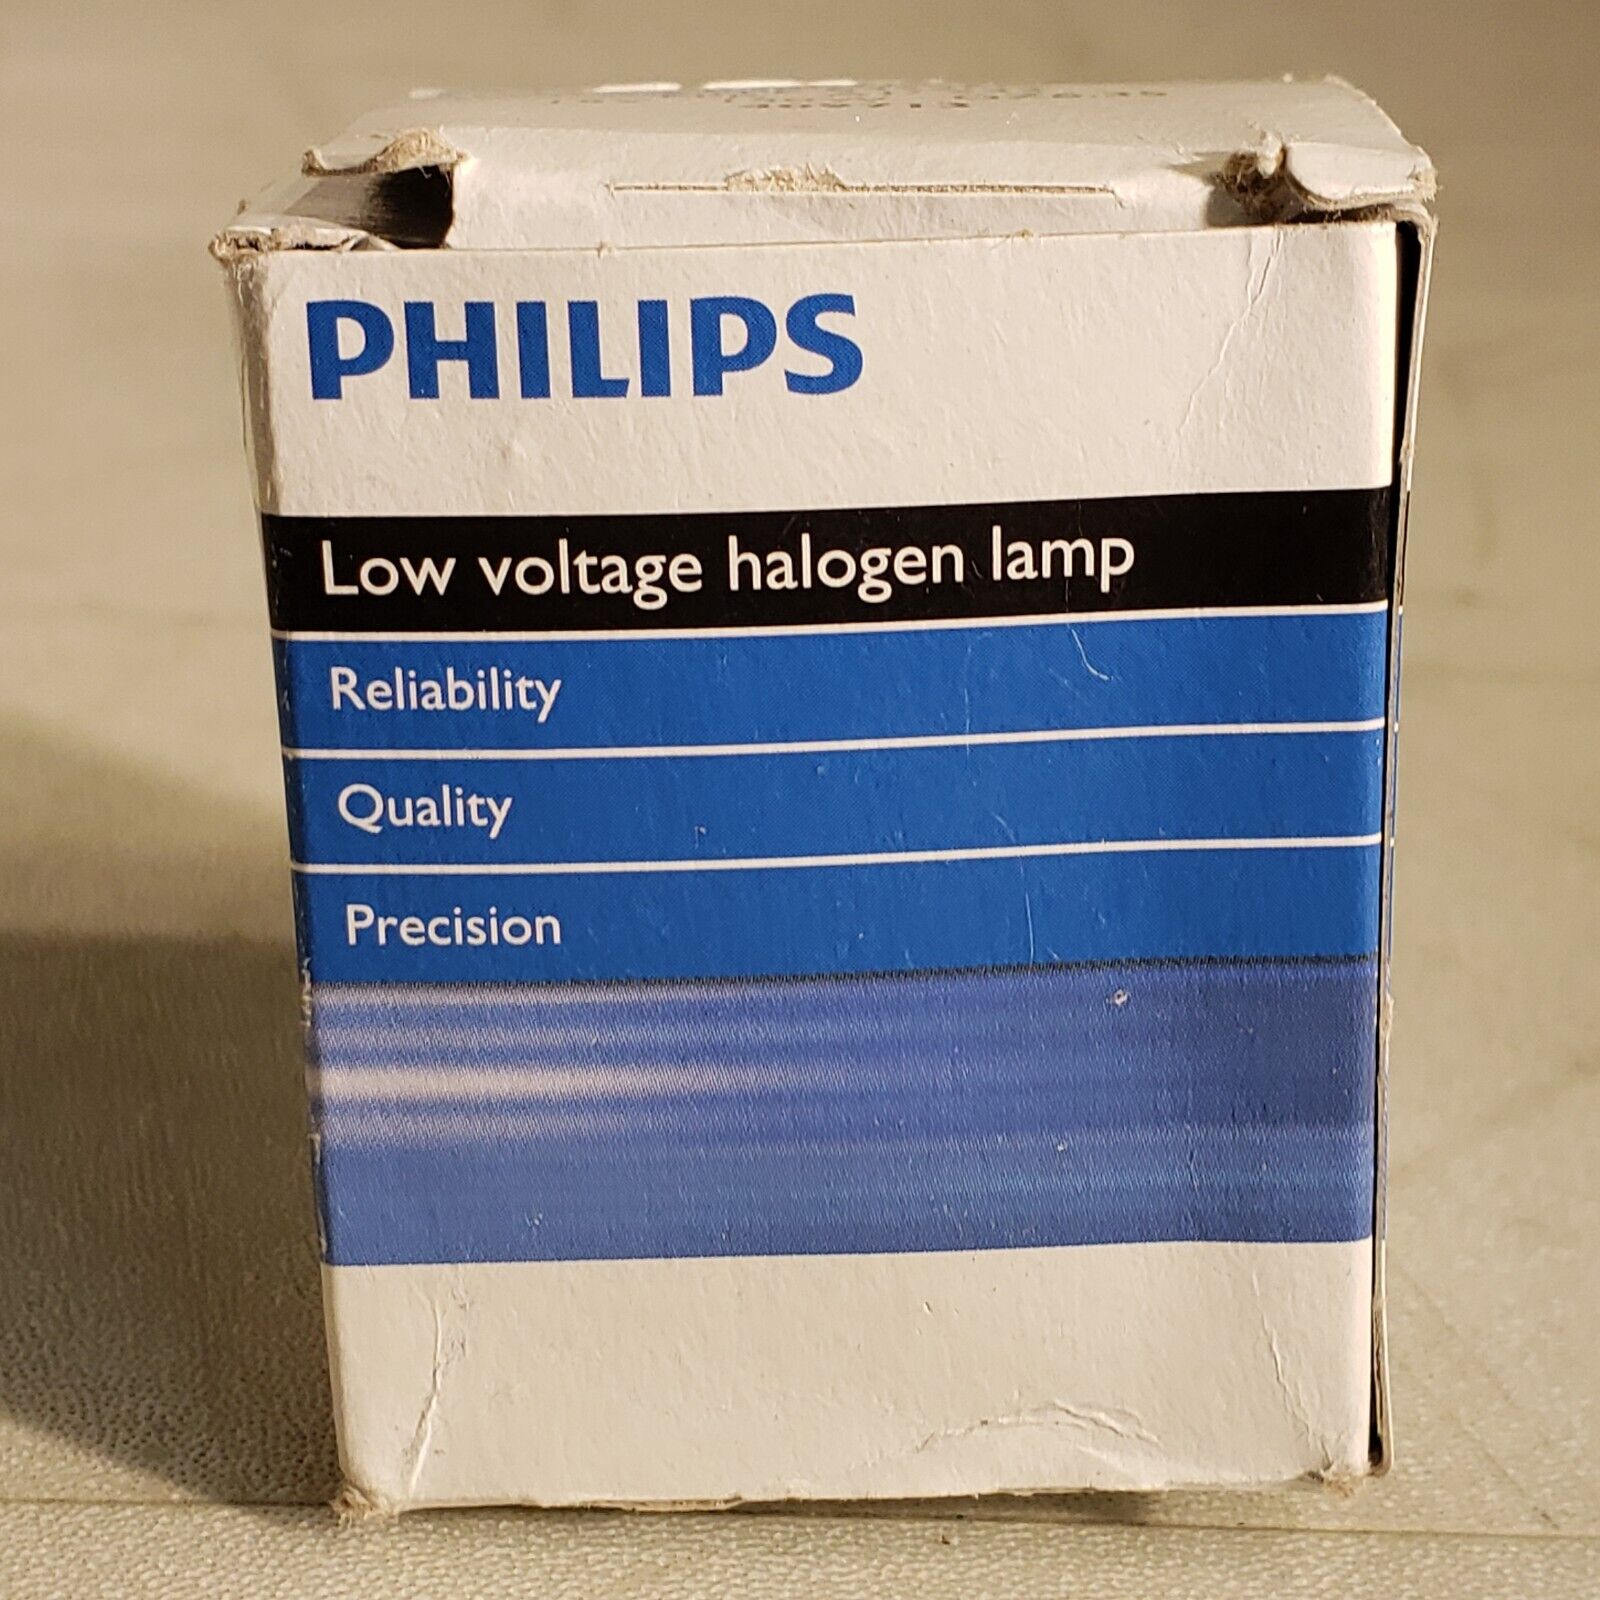 PHILIPS
Low voltage halogen lamp
Reliability
Quality
Precision